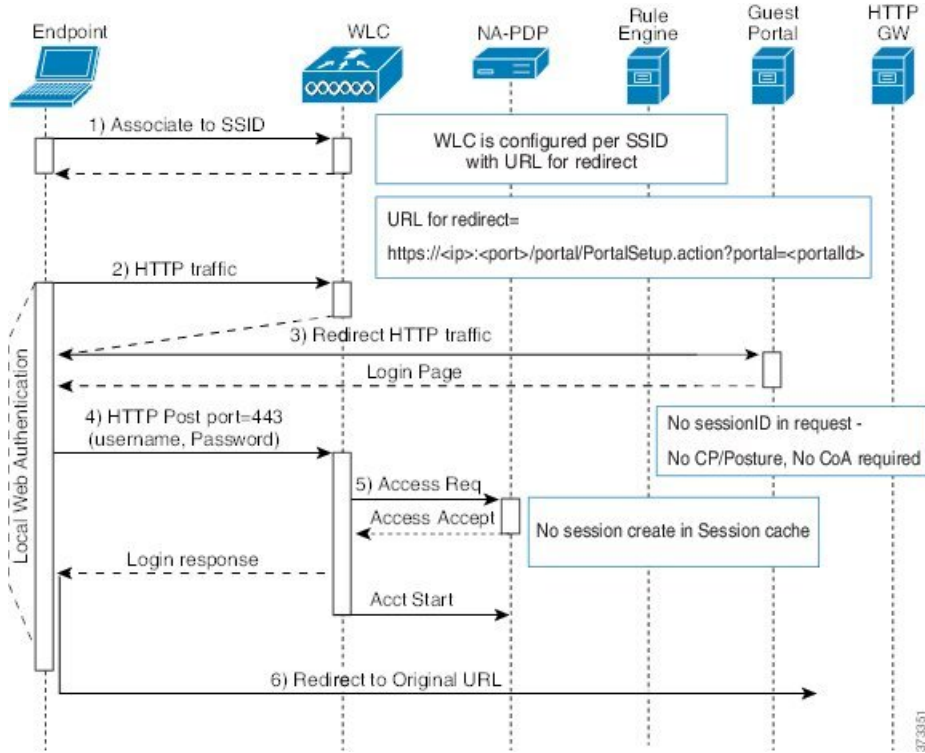 Endpoint
WLC
NA-PDP
Rule
Engine
Guest
Portal
HTTP
GW
1) Associate to SSID
WLC is configured per SSID
with URL for redirect
URL for redirect=
https://<ip>:<port>/portal/PortalSetup.action?portal=<portalId>
2) HTTP traffic
3) Redirect HTTP traffic
Login Page
Local Web Authentication
4) HTTP Post port=443
(username, Password)
No sessionID in request -
No CP/Posture, No CoA required
5) Access Req
Access Accept
No session create in Session cache
Login response
Acct Start
6) Redirect to Original URL
373351